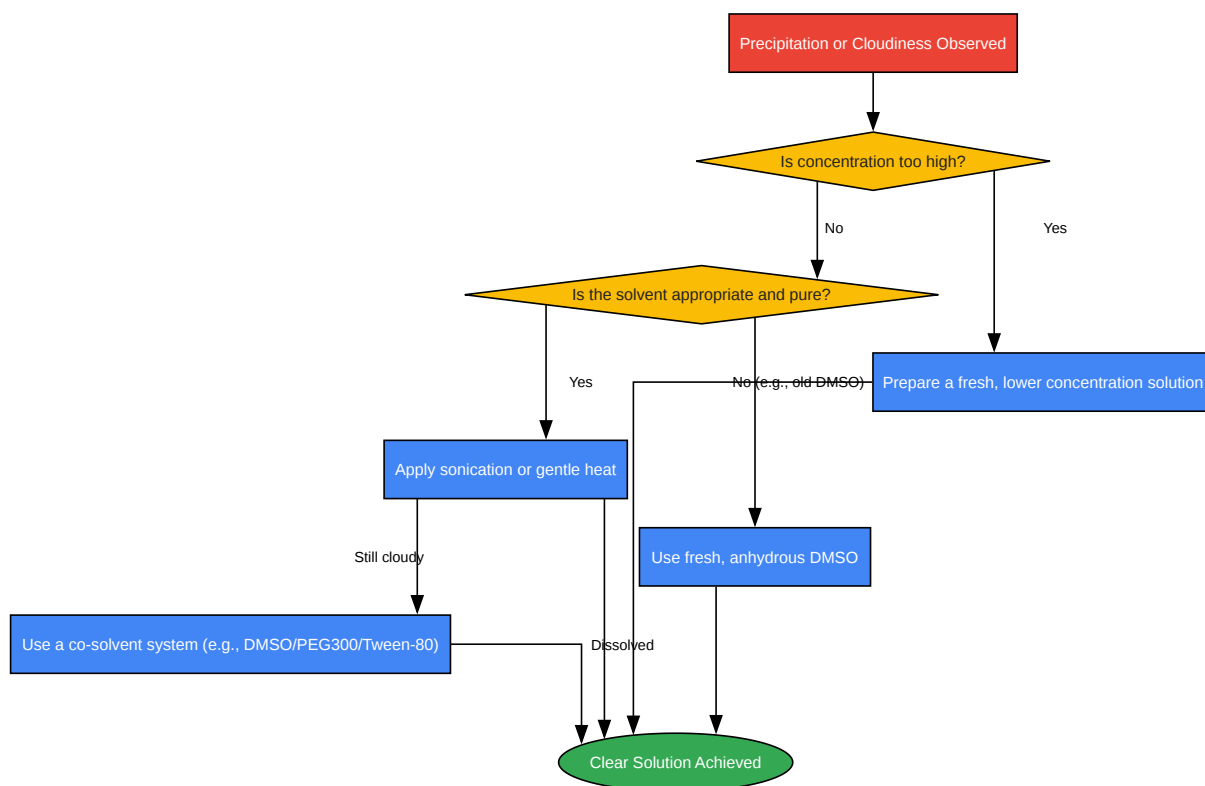 Precipitation or Cloudiness Observed
Is concentration too high?
No
Yes
Is the solvent appropriate and pure?
Yes
No (e.g., old DMSO)
Prepare a fresh, lower concentration solution
Apply sonication or gentle heat
Still cloudy
Use fresh, anhydrous DMSO
Use a co-solvent system (e.g., DMSO/PEG300/Tween-80)
Dissolved
Clear Solution Achieved